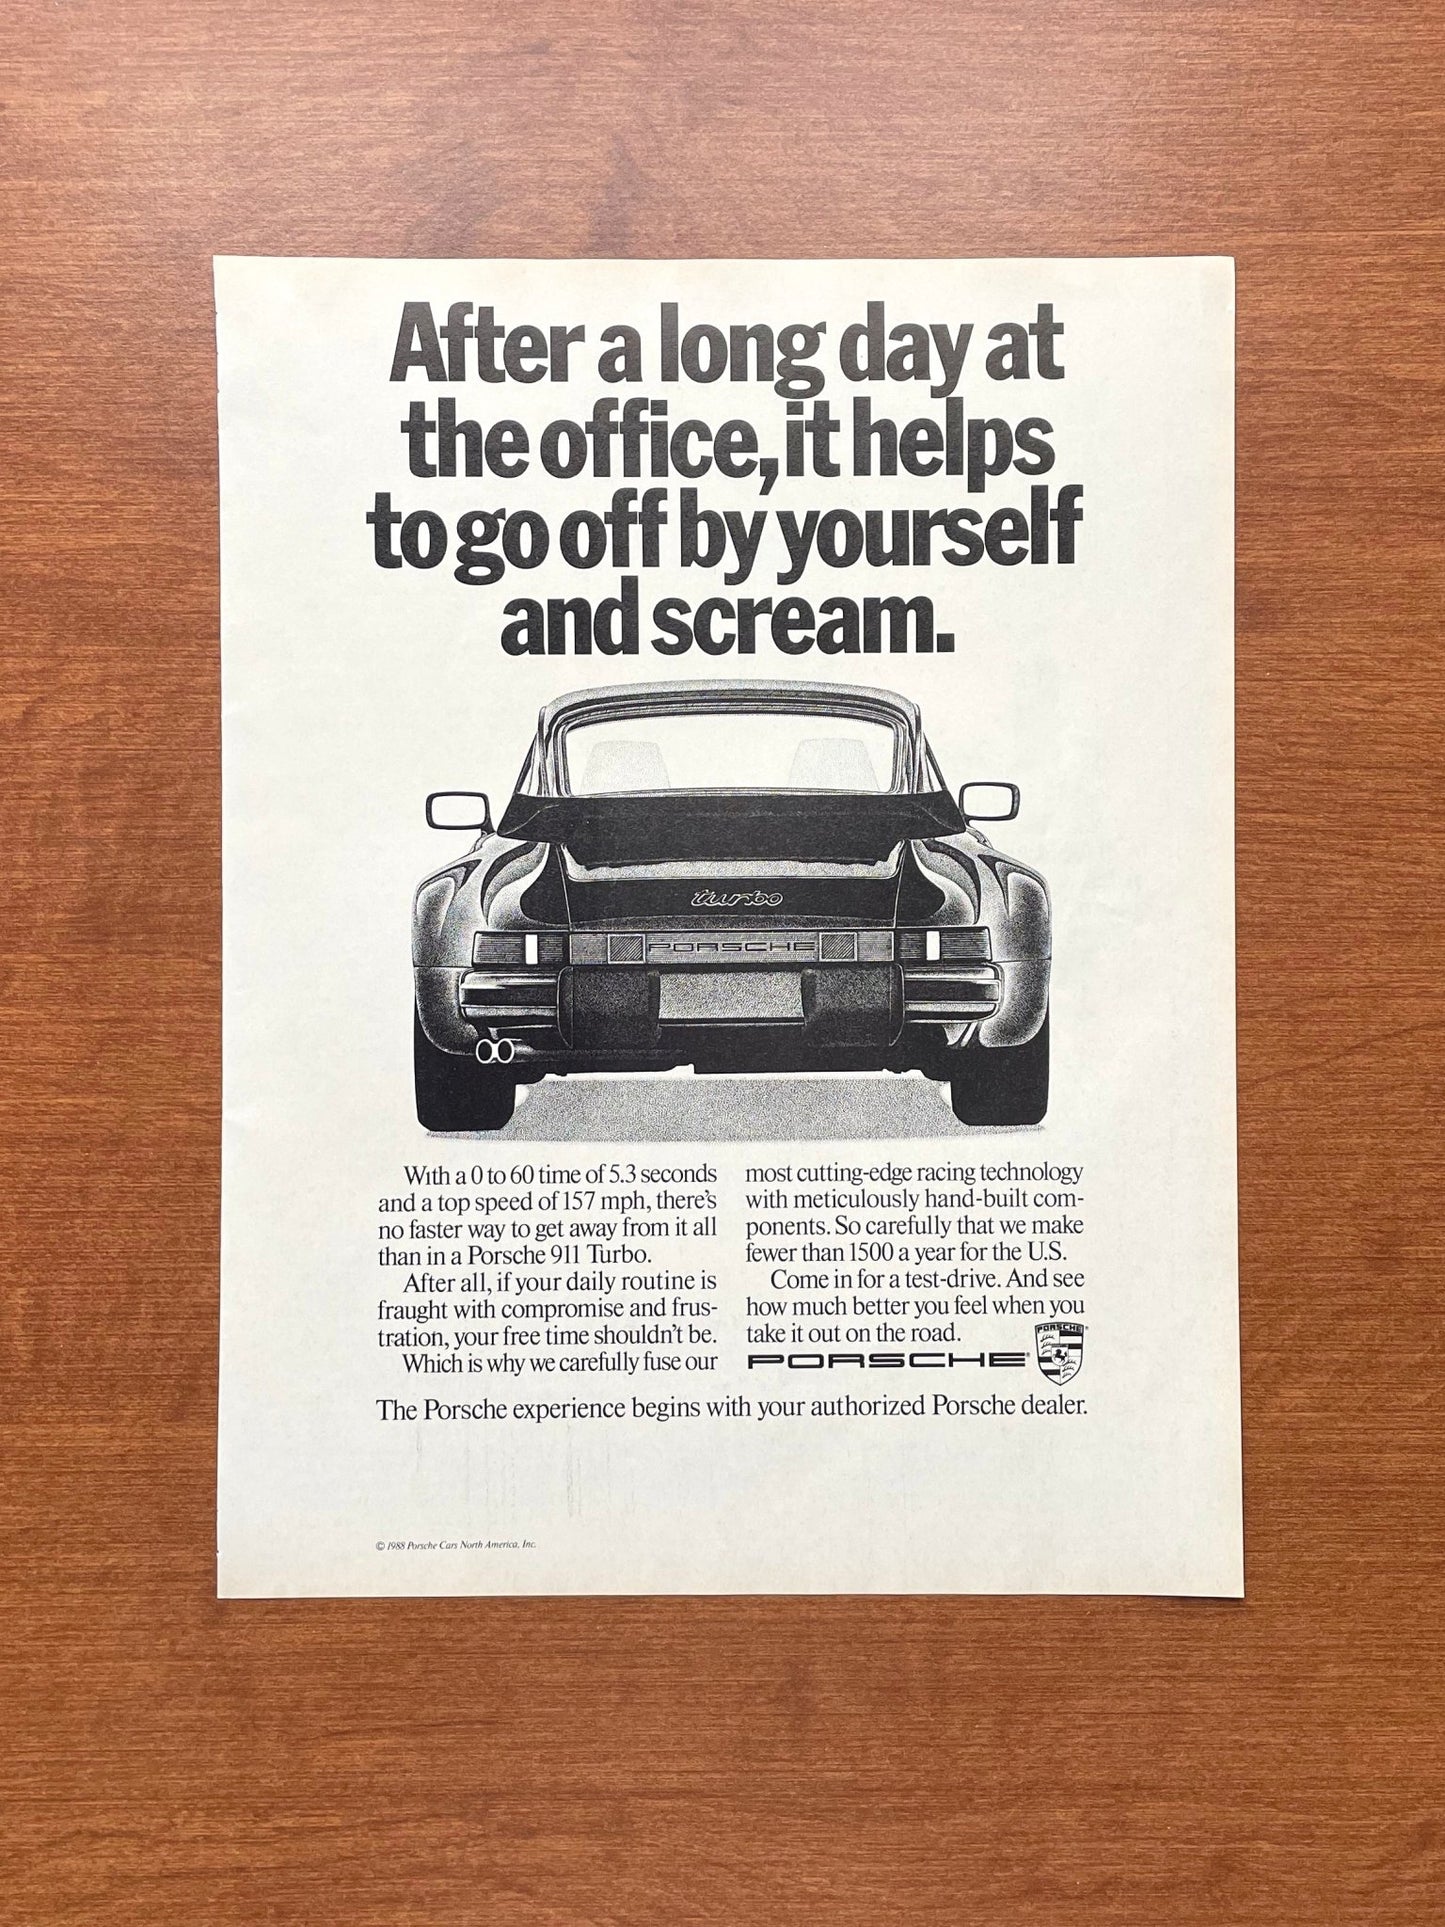 After a long day at
the office, it helps
to go off by yourself
and scream.
turbo
PORSCHE
With a 0 to 60 time of 5.3 seconds
and a top speed of 157 mph, there's
no faster way to get away from it all
than in a Porsche 911 Turbo.
After all, if your daily routine is
fraught with compromise and frus-
tration, your free time shouldn't be.
Which is why we carefully fuse our
most cutting-edge racing technology
with meticulously hand-built com-
ponents. So carefully that we make
fewer than 1500 a year for the U.S.
Come in for a test-drive. And see
how much better you feel when you
take it out on the road.
PORSCHE®
PORSCHE®
The Porsche experience begins with your authorized Porsche dealer.
© 1988 Porsche Cars North America, Inc.